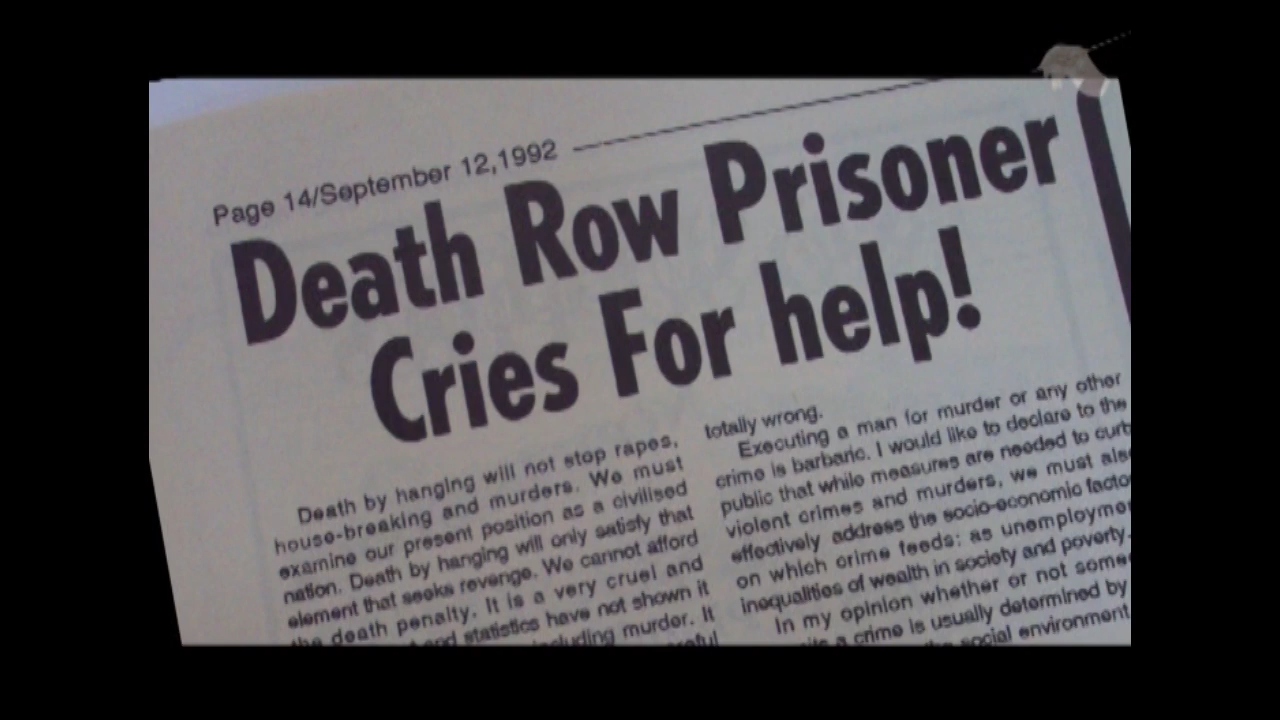 Page 14/September 12,1992
Death Row Prisoner
Cries For help!
Death by hanging will not stop rapes,
house-breaking and murders. We must
examine our present position as a civilised
nation. Death by hanging will only satisfy that
element that seeks revenge. We cannot afford
the death penalty. It is a very cruel and
and statistics have not shown it
including murder. It
totally wrong.
Executing a man for murder or any other
crime is barbaric. I would like to declare to the
public that while measures are needed to curb
violent crimes and murders, we must also
effectively address the socio-economic facto
on which crime feeds: as unemployme
inequalities of wealth in society and poverty.
In my opinion whether or not some
a crime is usually determined by
social environment